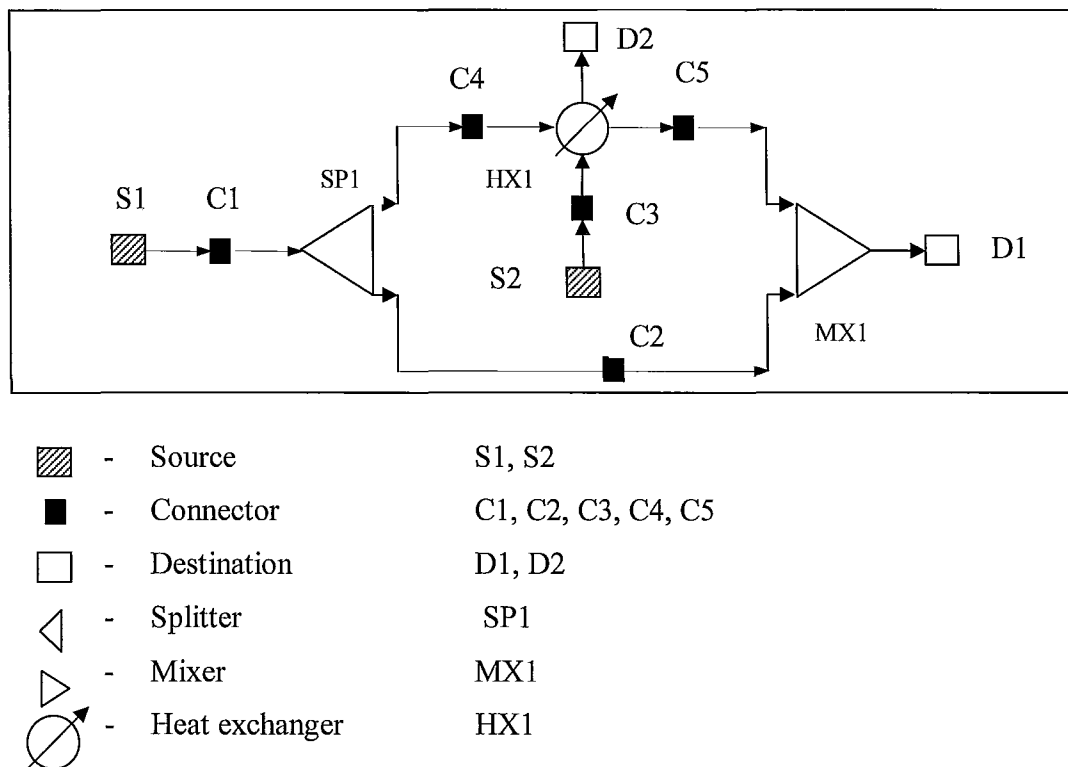 D2
C4
C5
SP1
HX1
S1
C1
C3
S2
D1
C2
MX1
- Source S1, S2
- Connector C1, C2, C3, C4, C5
- Destination D1, D2
- Splitter SP1
- Mixer MX1
- Heat exchanger HX1